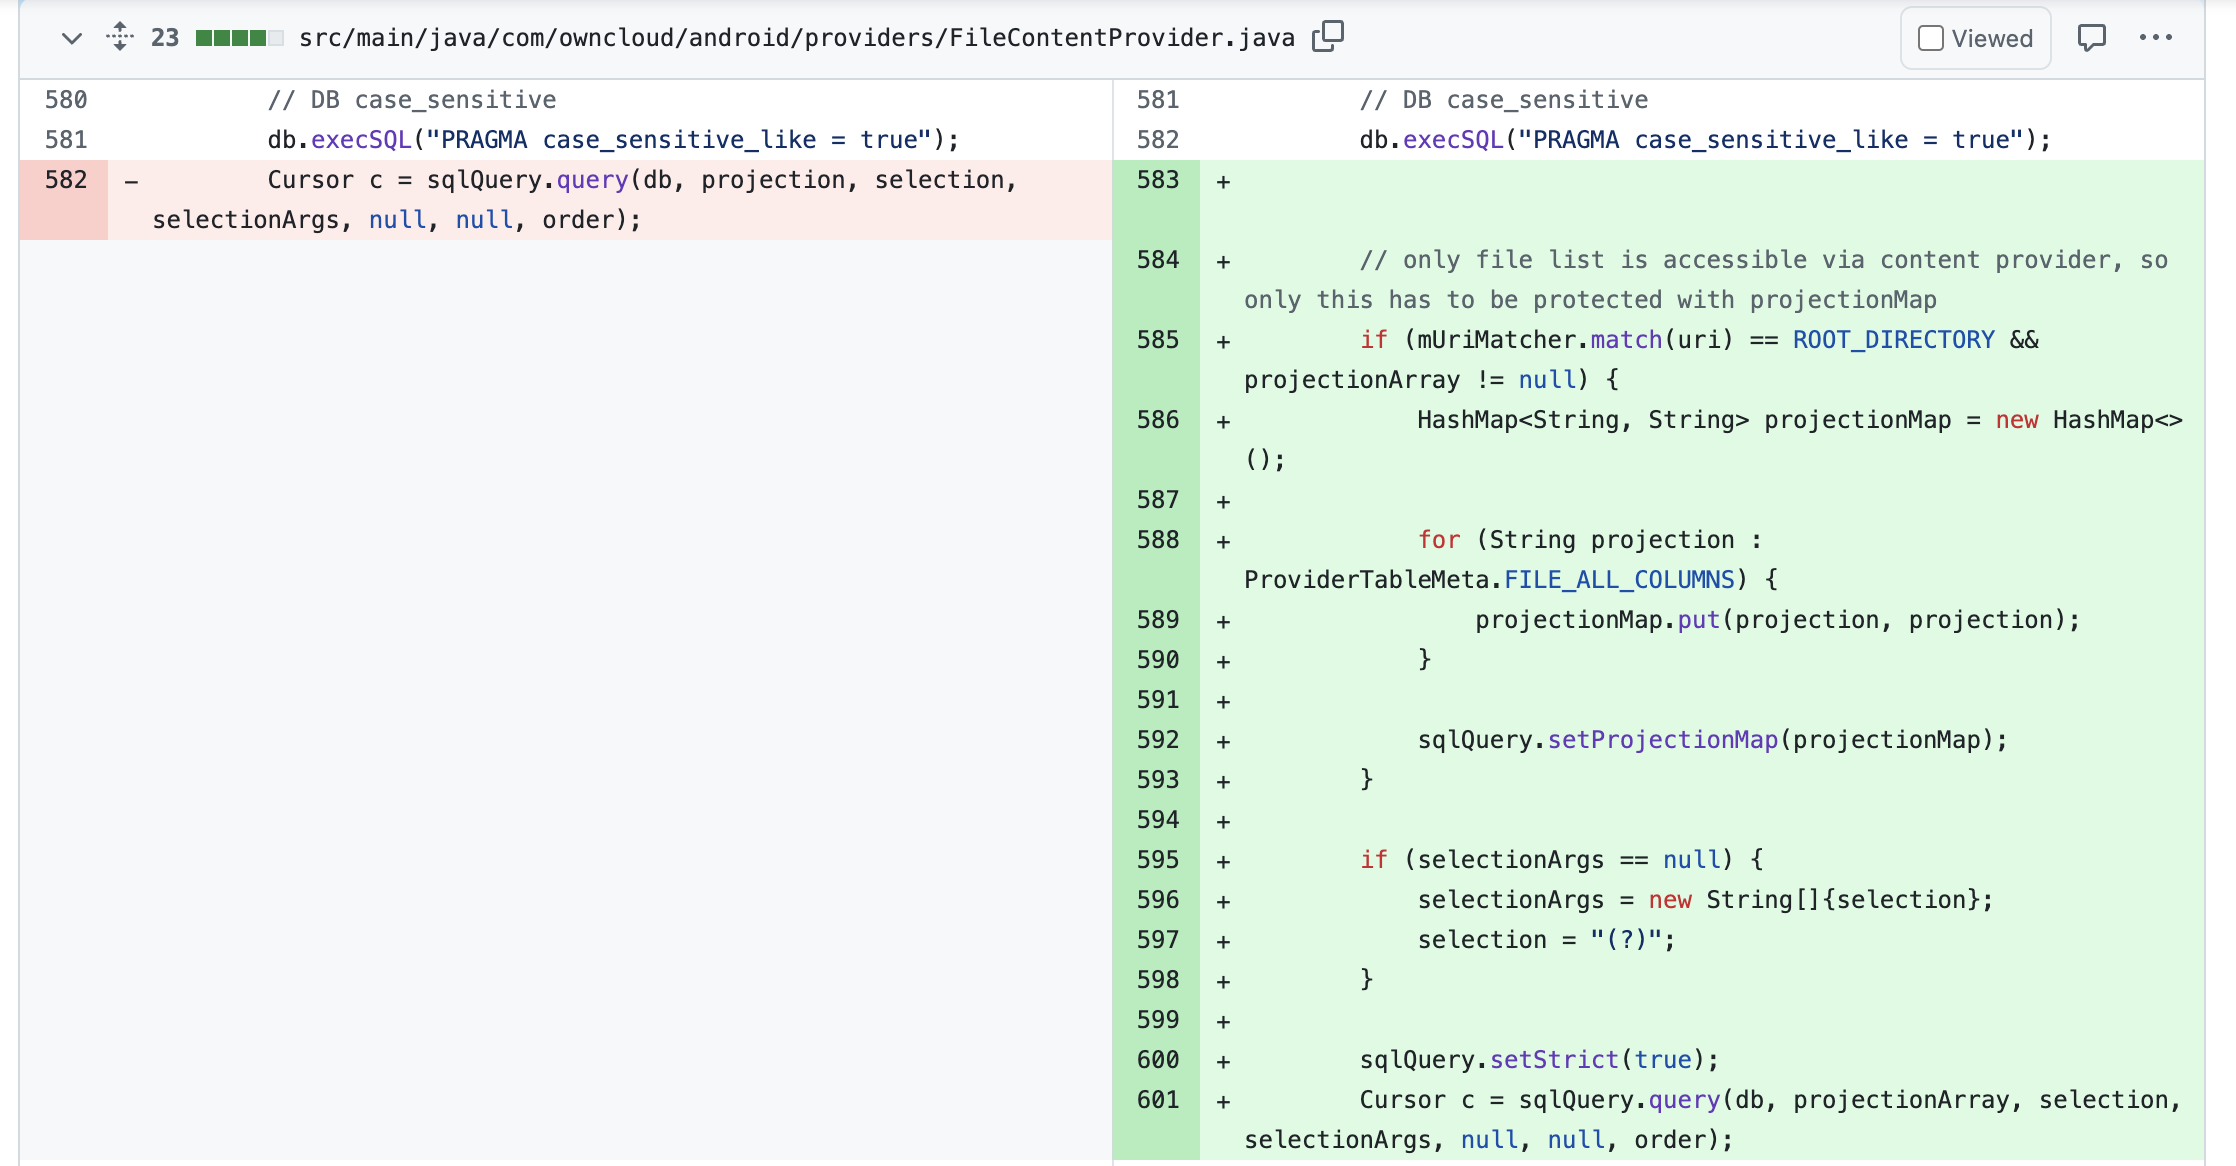 23 src/main/java/com/owncloud/android/providers/FileContentProvider.java Viewed
580 // DB case_sensitive
581 db.execSQL("PRAGMA case_sensitive_like = true");
582 - Cursor c = sqlQuery.query(db, projection, selection,
selectionArgs, null, null, order);
581 // DB case_sensitive
582 db.execSQL("PRAGMA case_sensitive_like = true");
583 +
584 + // only file list is accessible via content provider, so
only this has to be protected with projectionMap
585 + if (mUriMatcher.match(uri) == ROOT_DIRECTORY &&
projectionArray != null) {
586 + HashMap<String, String> projectionMap = new HashMap<>
();
587 +
588 + for (String projection :
ProviderTableMeta.FILE_ALL_COLUMNS) {
589 + projectionMap.put(projection, projection);
590 + }
591 +
592 + sqlQuery.setProjectionMap(projectionMap);
593 + }
594 +
595 + if (selectionArgs == null) {
596 + selectionArgs = new String[]{selection};
597 + selection = "(?)";
598 + }
599 +
600 + sqlQuery.setStrict(true);
601 + Cursor c = sqlQuery.query(db, projectionArray, selection,
selectionArgs, null, null, order);